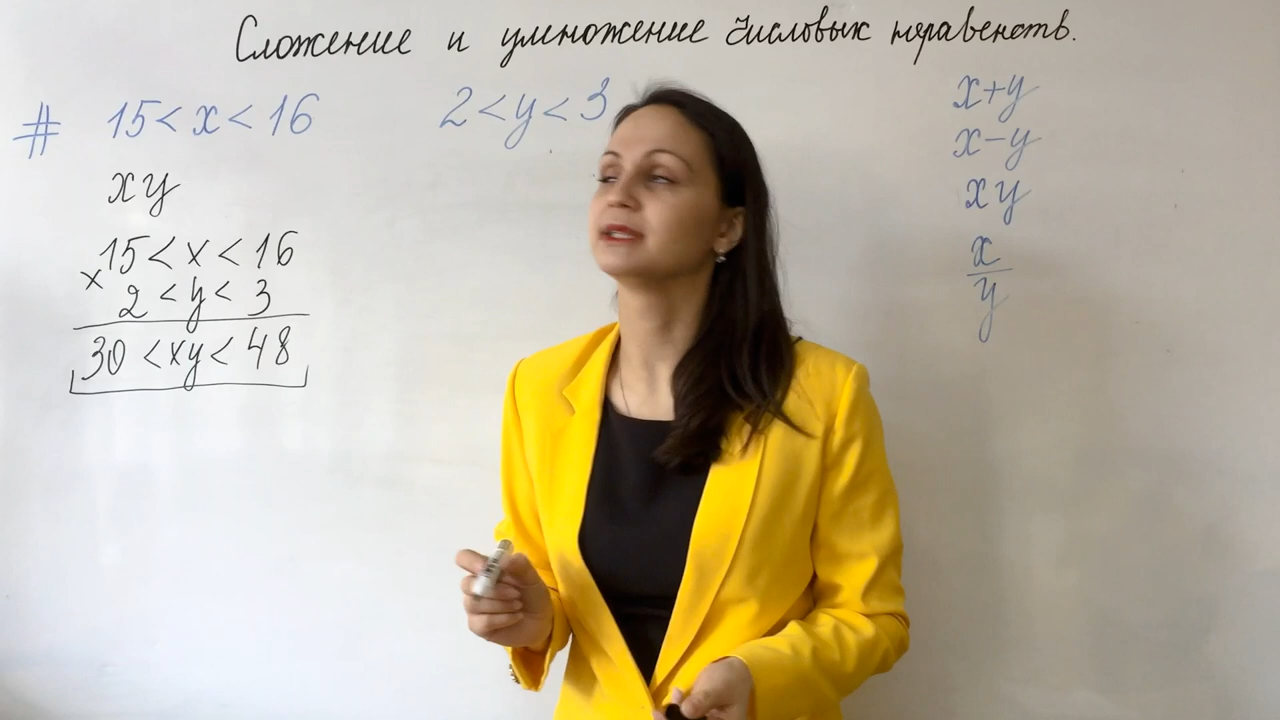 Сложение и умножение числовых неравенств.
# 15 < x < 16
2 < y < 3
x+y
x−y
xy
x
y
xy
15 < x < 16
x
2 < y < 3
30 < xy < 48